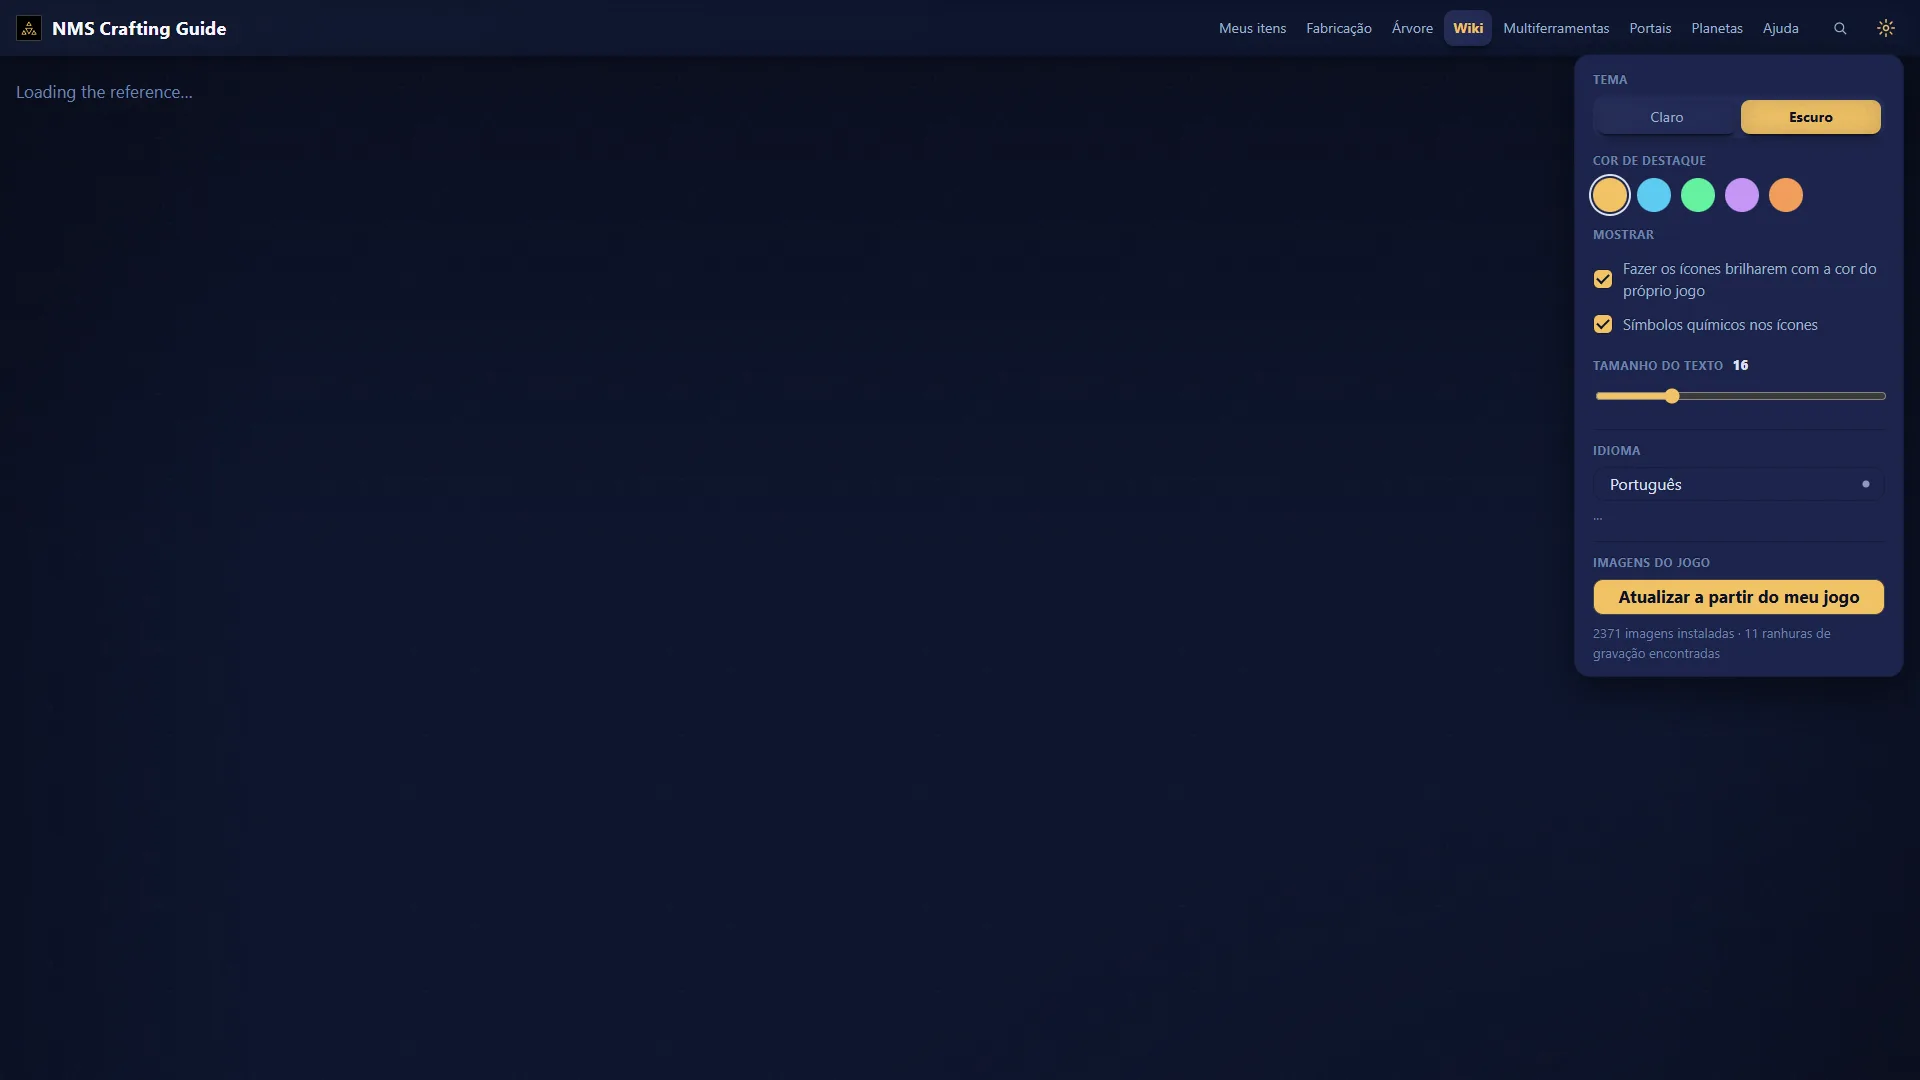 NMS Crafting Guide
Meus itens
Fabricação
Árvore
Wiki
Multiferramentas
Portais
Planetas
Ajuda
Loading the reference...
TEMA
Claro
Escuro
COR DE DESTAQUE
MOSTRAR
Fazer os ícones brilharem com a cor do
próprio jogo
Símbolos químicos nos ícones
TAMANHO DO TEXTO 16
IDIOMA
Português
...
IMAGENS DO JOGO
Atualizar a partir do meu jogo
2371 imagens instaladas · 11 ranhuras de
gravação encontradas